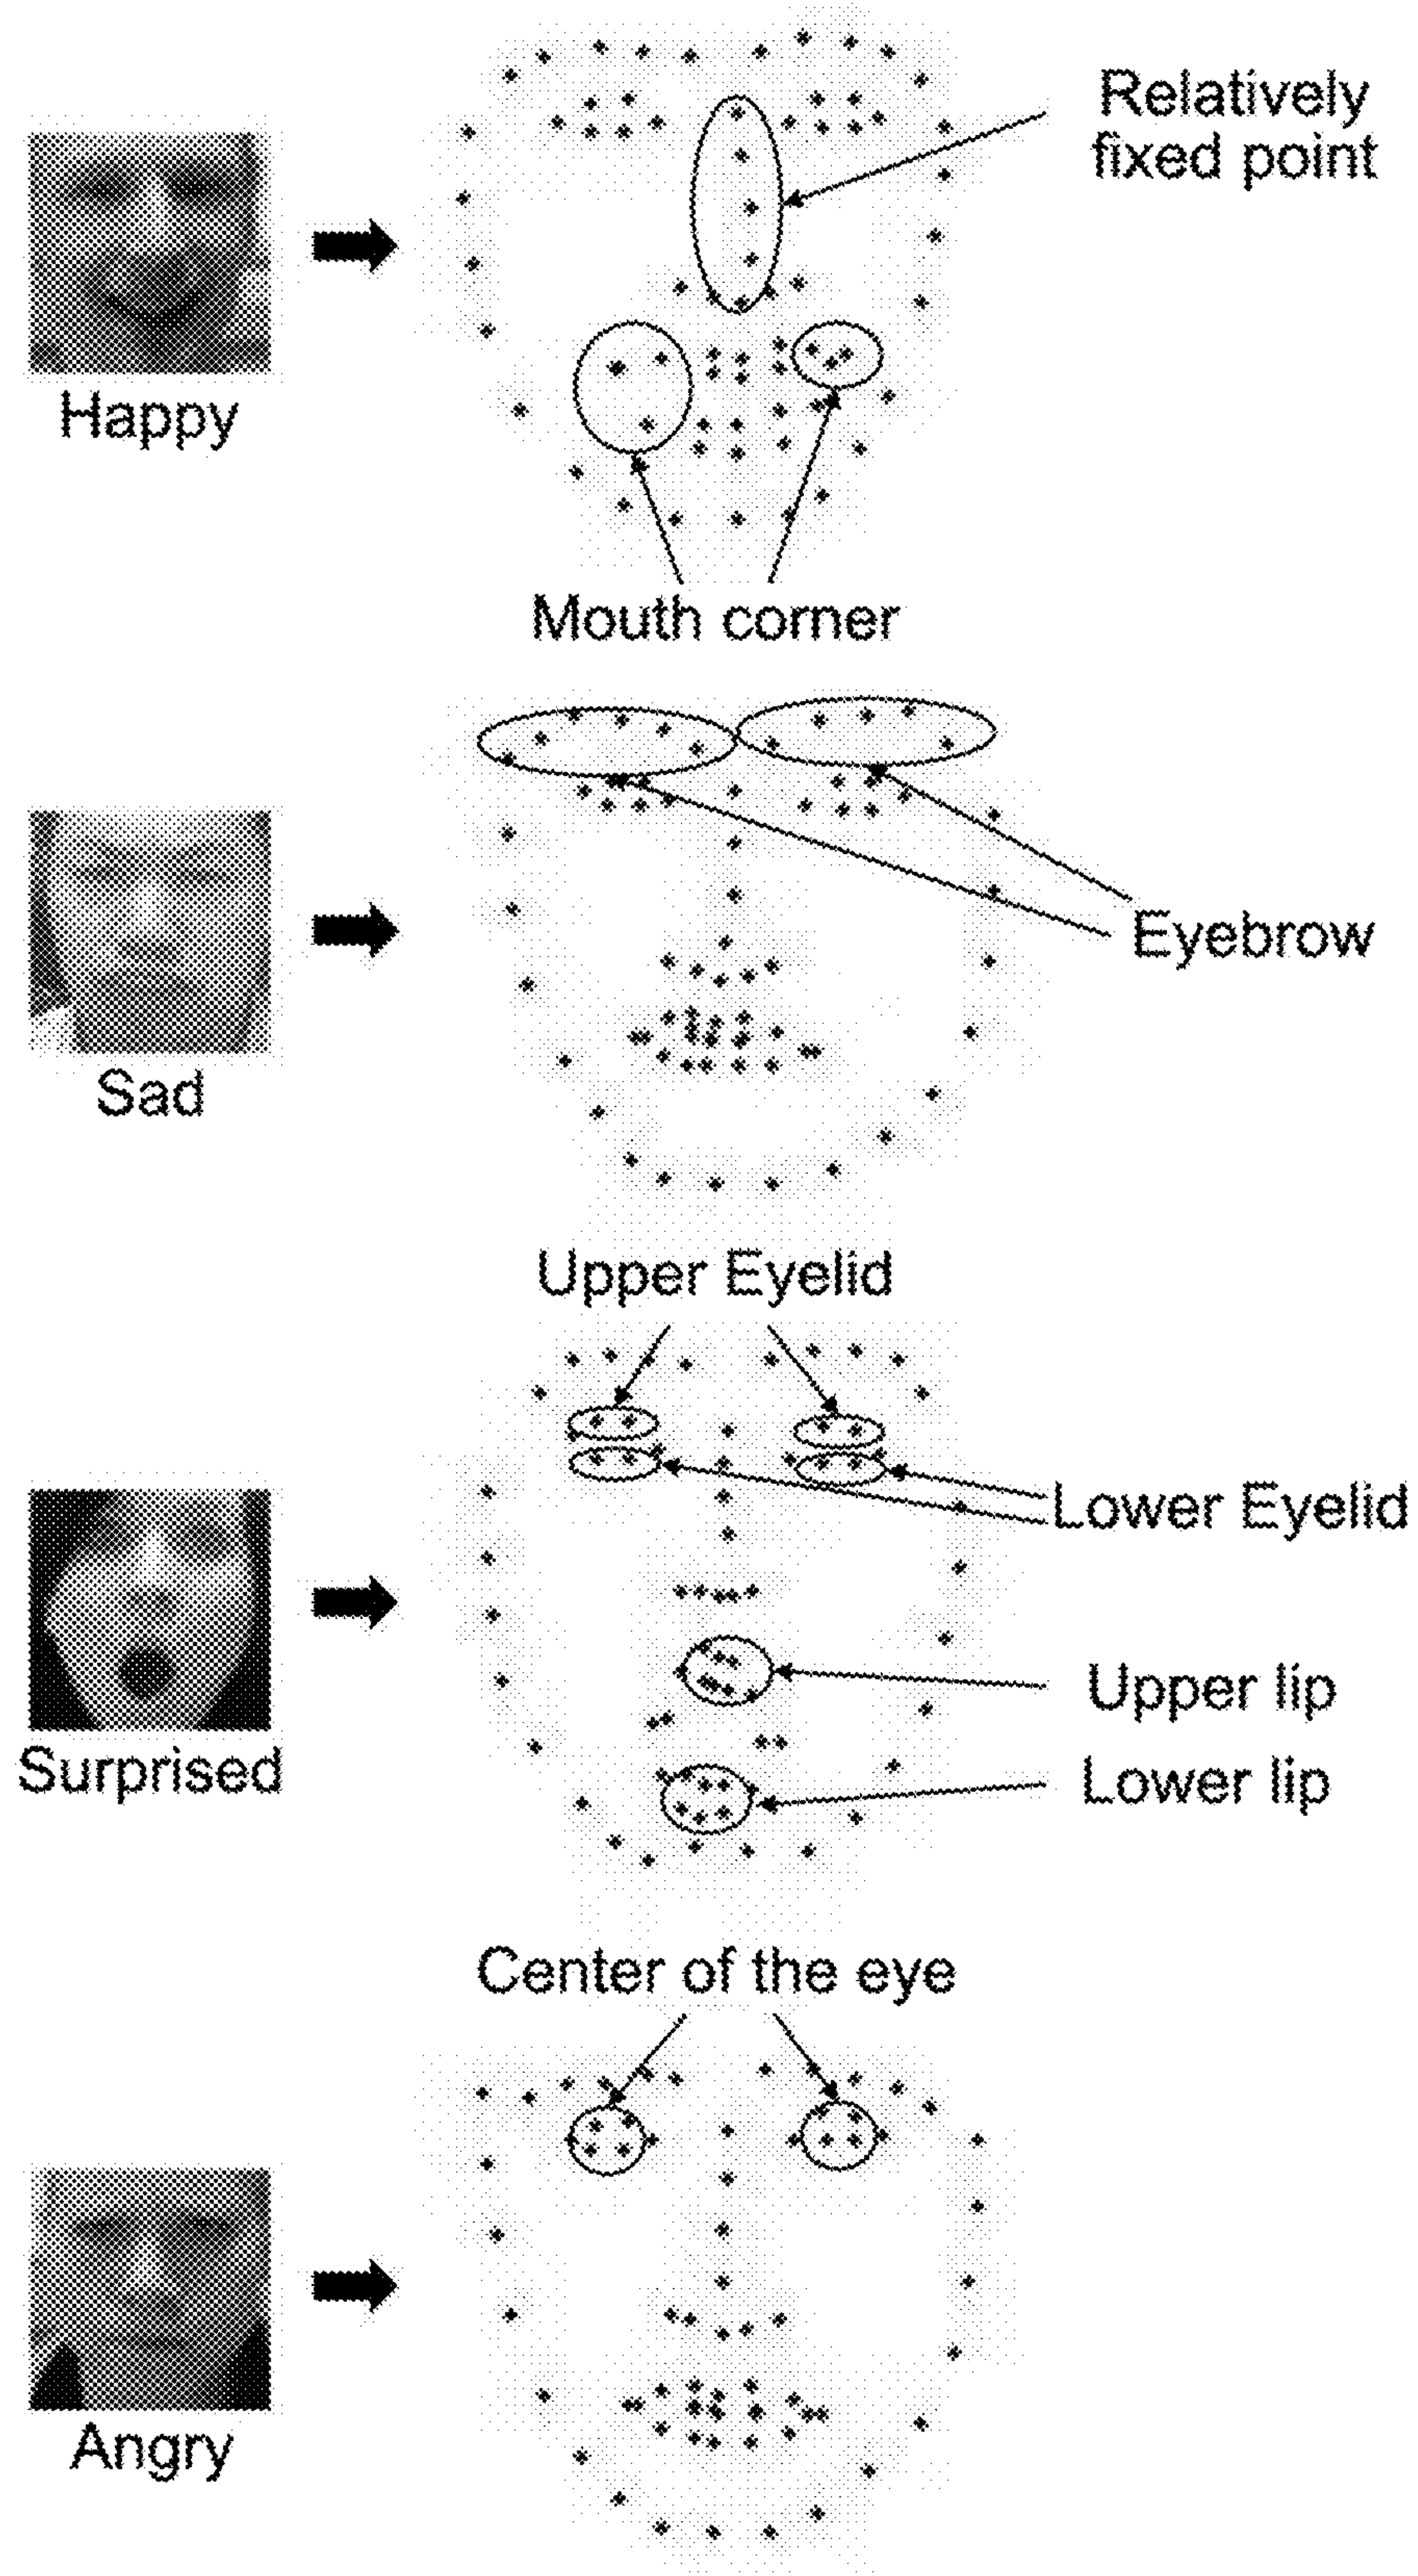 Relatively
fixed point
Happy
Mouth corner
Eyebrow
Sad
Upper Eyelid
Lower Eyelid
Upper lip
Surprised
Lower lip
Center of the eye
Angry